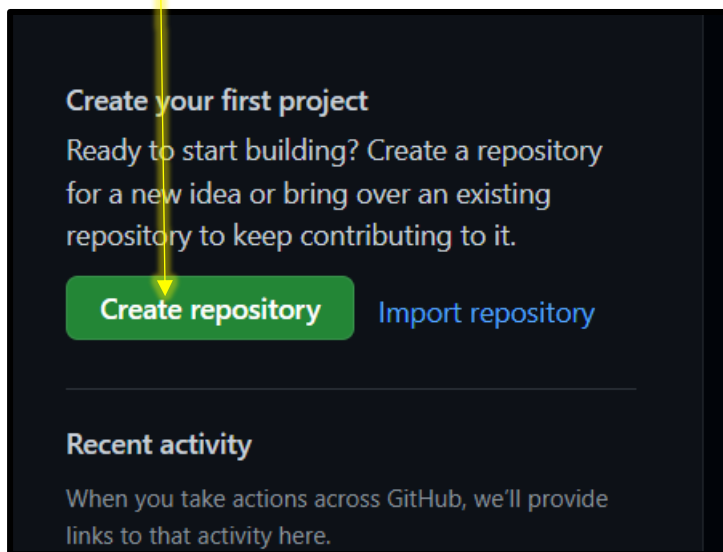 Create your first project
Ready to start building? Create a repository
for a new idea or bring over an existing
repository to keep contributing to it.
Create repository
Import repository
Recent activity
When you take actions across GitHub, we’ll provide
links to that activity here.